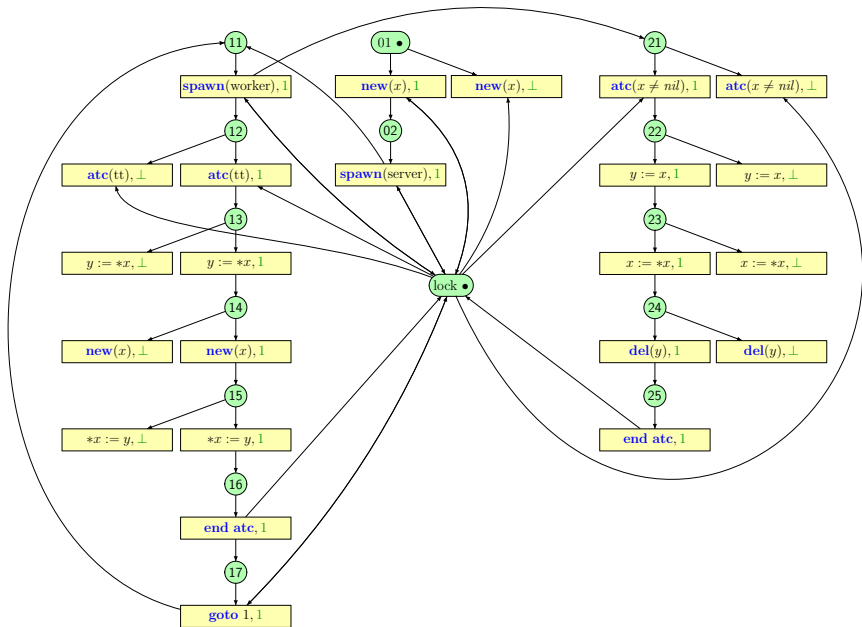 11
01 ●
21
spawn(worker), 1
new(x), 1
new(x), ⊥
atc(x ≠ nil), 1
atc(x ≠ nil), ⊥
12
02
22
atc(tt), ⊥
atc(tt), 1
spawn(server), 1
y := x, 1
y := x, ⊥
13
23
y := ∗x, ⊥
y := ∗x, 1
x := ∗x, 1
x := ∗x, ⊥
lock ●
14
24
new(x), ⊥
new(x), 1
del(y), 1
del(y), ⊥
15
25
∗x := y, ⊥
∗x := y, 1
end atc, 1
16
end atc, 1
17
goto 1, 1